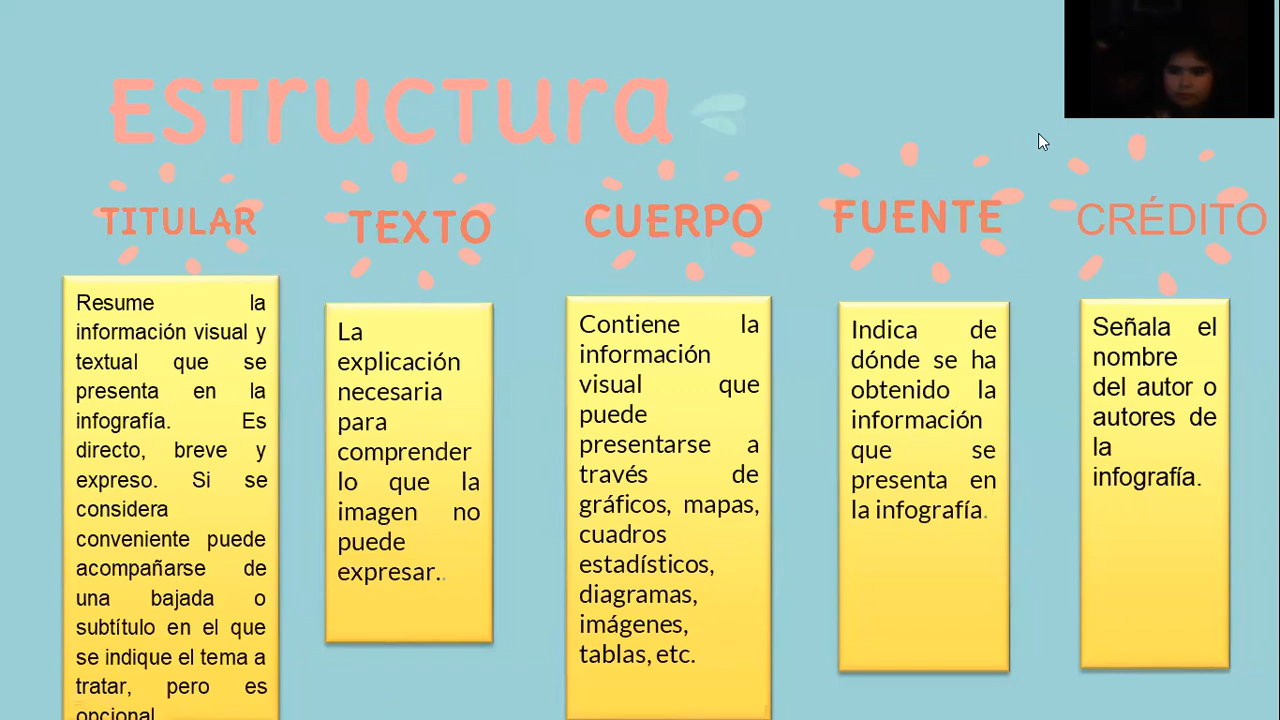 ESTrucTura
TITULAR
TEXTO
CUERPO
FUENTE
CRÉDITO
Resume la
información visual y
textual que se
presenta en la
infografía. Es
directo, breve y
expreso. Si se
considera
conveniente puede
acompañarse de
una bajada o
subtítulo en el que
se indique el tema a
tratar, pero es
opcional
La
explicación
necesaria
para
comprender
lo que la
imagen no
puede
expresar..
Contiene la
información
visual que
puede
presentarse a
través de
gráficos, mapas,
cuadros
estadísticos,
diagramas,
imágenes,
tablas, etc.
Indica de
dónde se ha
obtenido la
información
que se
presenta en
la infografía.
Señala el
nombre
del autor o
autores de
la
infografía.